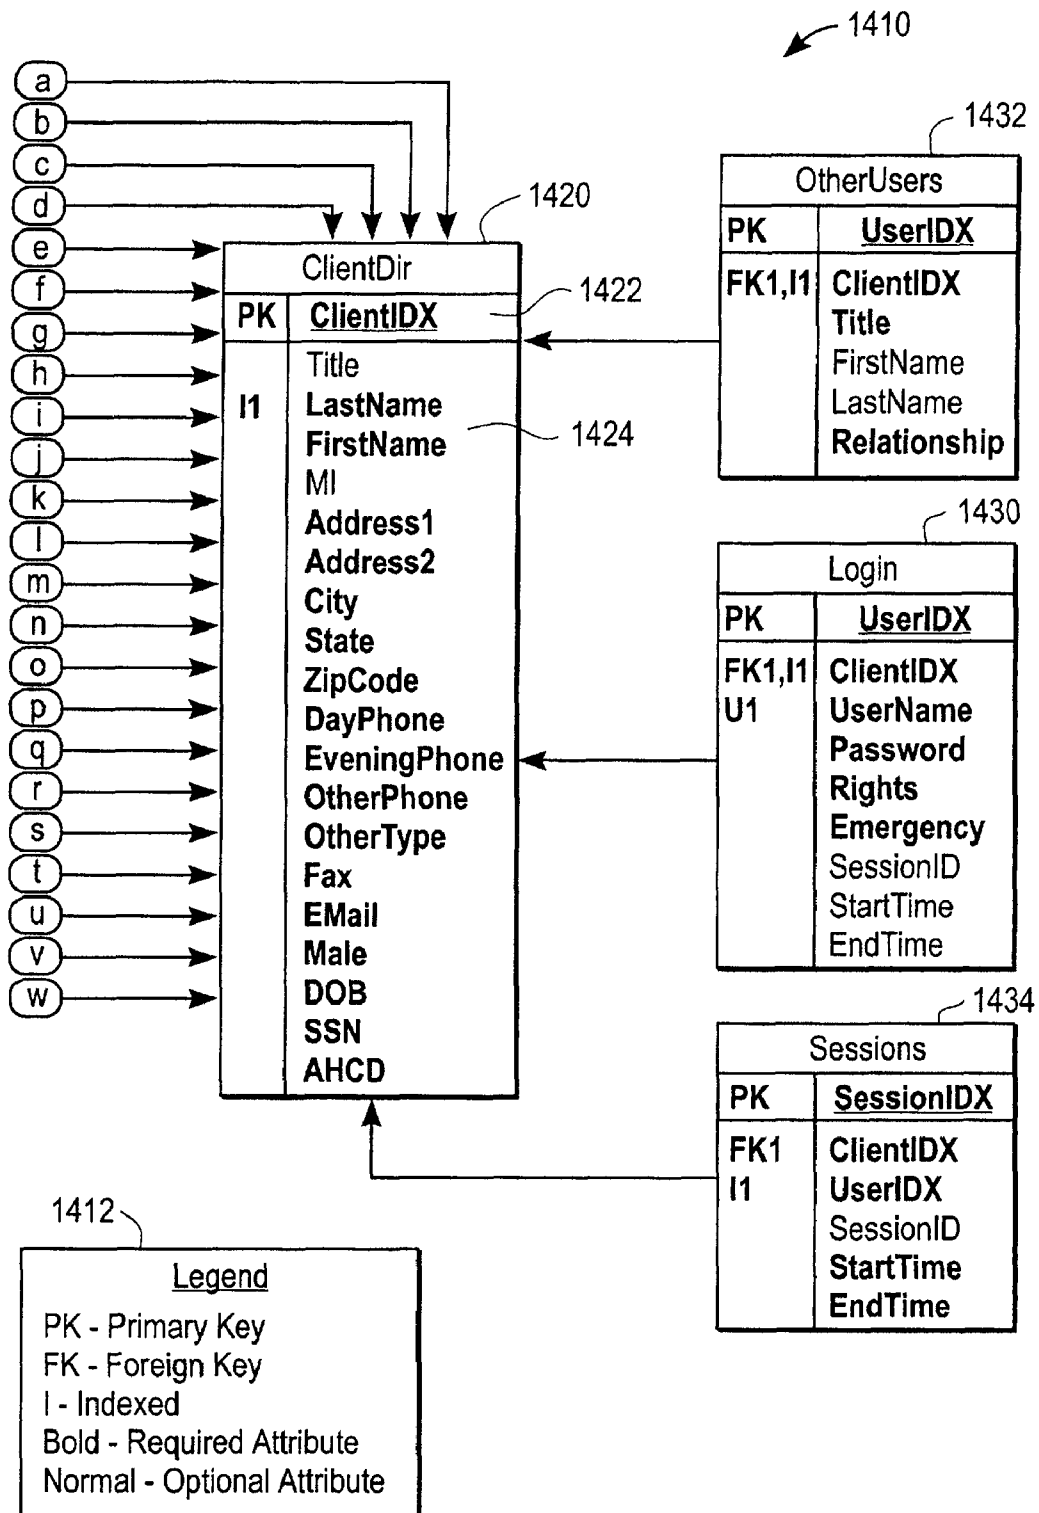 1410
a
b
c
d
e
f
g
h
i
j
k
l
m
n
o
p
q
r
s
t
u
v
w
1420
ClientDir
PK ClientIDX
1422
Title
I1 LastName
FirstName
1424
MI
Address1
Address2
City
State
ZipCode
DayPhone
EveningPhone
OtherPhone
OtherType
Fax
EMail
Male
DOB
SSN
AHCD
1432
OtherUsers
PK UserIDX
FK1,I1 ClientIDX
Title
FirstName
LastName
Relationship
1430
Login
PK UserIDX
FK1,I1 ClientIDX
U1 UserName
Password
Rights
Emergency
SessionID
StartTime
EndTime
1434
Sessions
PK SessionIDX
FK1 ClientIDX
I1 UserIDX
SessionID
StartTime
EndTime
1412
Legend
PK - Primary Key
FK - Foreign Key
I - Indexed
Bold - Required Attribute
Normal - Optional Attribute